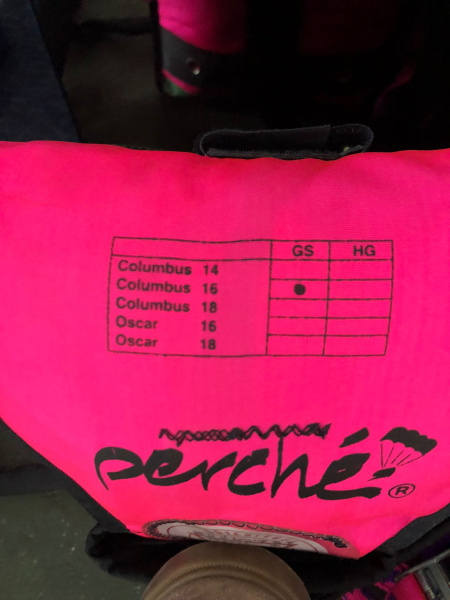 GS HG
Columbus 14
Columbus 16
Columbus 18
Oscar 16
Oscar 18
perché
®